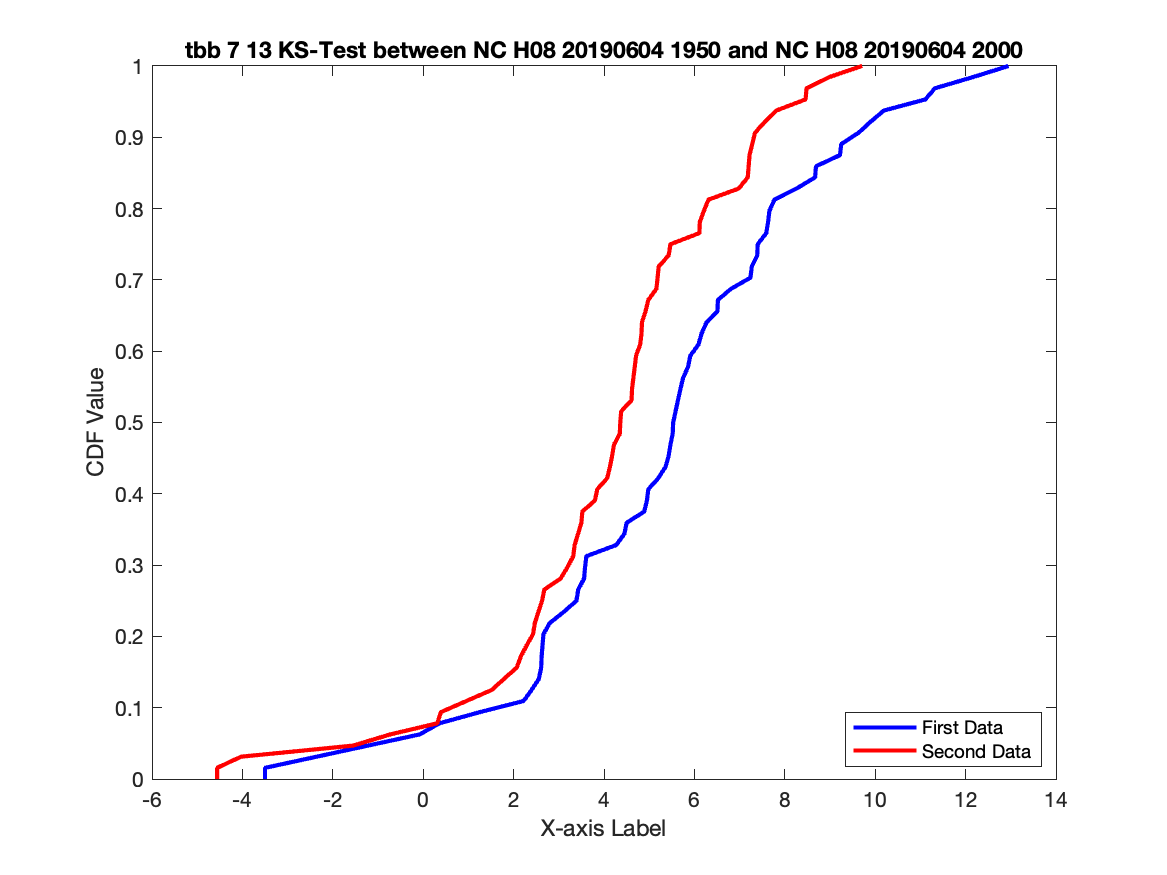 tbb 7 13 KS-Test between NC H08 20190604 1950 and NC H08 20190604 2000
1
0.9
0.8
0.7
0.6
0.5
0.4
0.3
0.2
0.1
0
CDF Value
First Data
Second Data
-6 -4 -2 0 2 4 6 8 10 12 14
X-axis Label